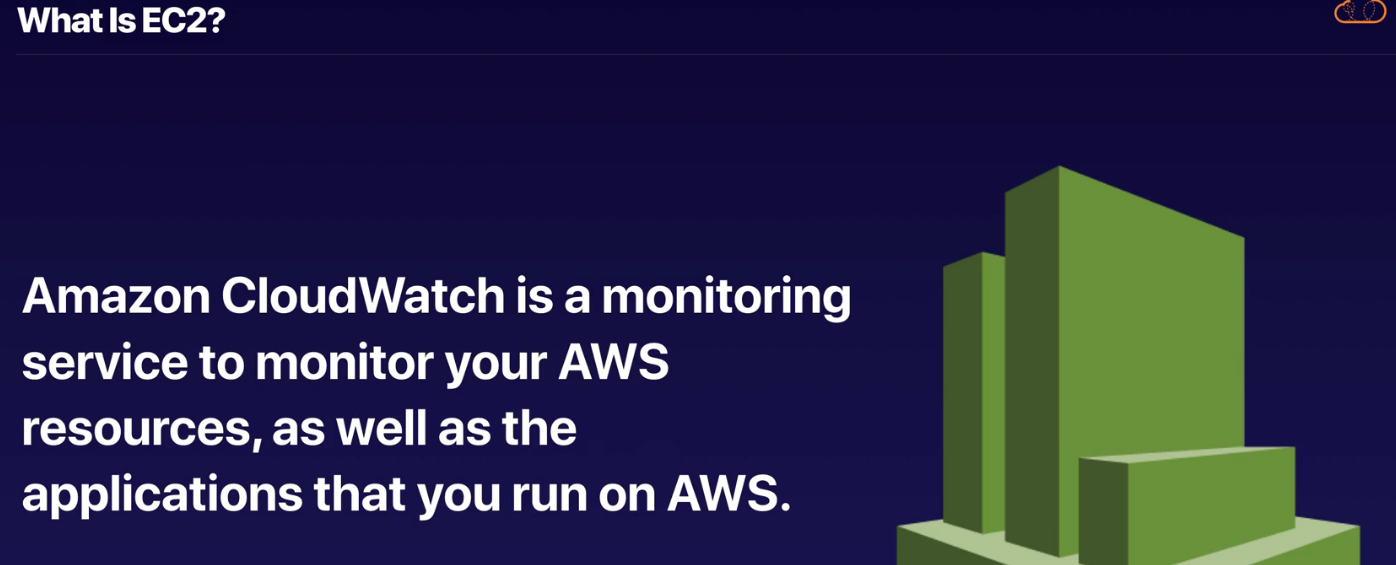 What Is EC2?
Amazon CloudWatch is a monitoring
service to monitor your AWS
resources, as well as the
applications that you run on AWS.